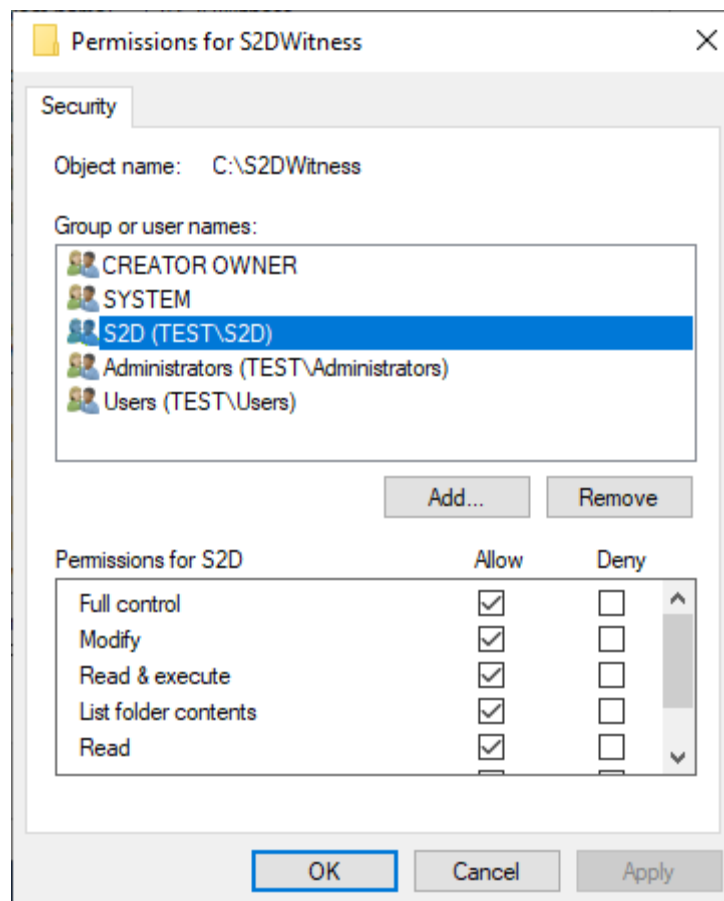 Permissions for S2DWitness
Security
Object name: C:\S2DWitness
Group or user names:
CREATOR OWNER
SYSTEM
S2D (TEST\S2D)
Administrators (TEST\Administrators)
Users (TEST\Users)
Add... Remove
Permissions for S2D Allow Deny
Full control
Modify
Read & execute
List folder contents
Read
OK Cancel Apply